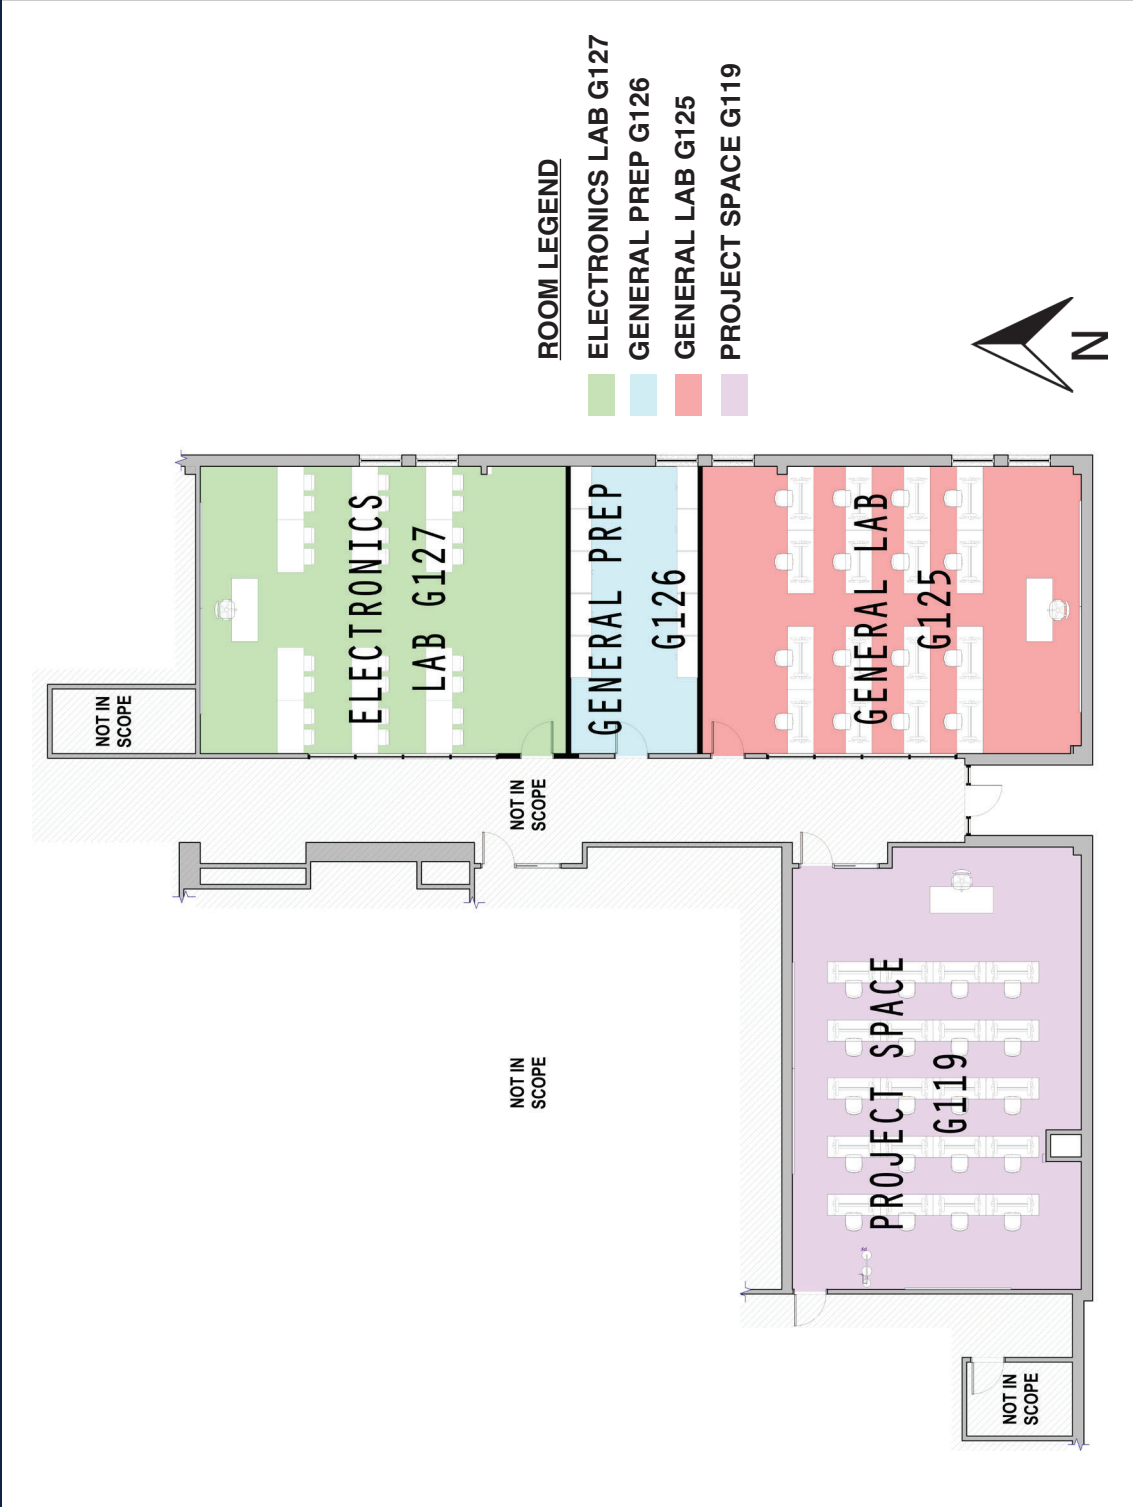 ROOM LEGEND
ELECTRONICS LAB G127
GENERAL PREP G126
GENERAL LAB G125
PROJECT SPACE G119
N
NOT IN
SCOPE
ELECTRONICS
LAB G127
GENERAL PREP
G126
GENERAL LAB
G125
NOT IN
SCOPE
NOT IN
SCOPE
PROJECT SPACE
G119
NOT IN
SCOPE